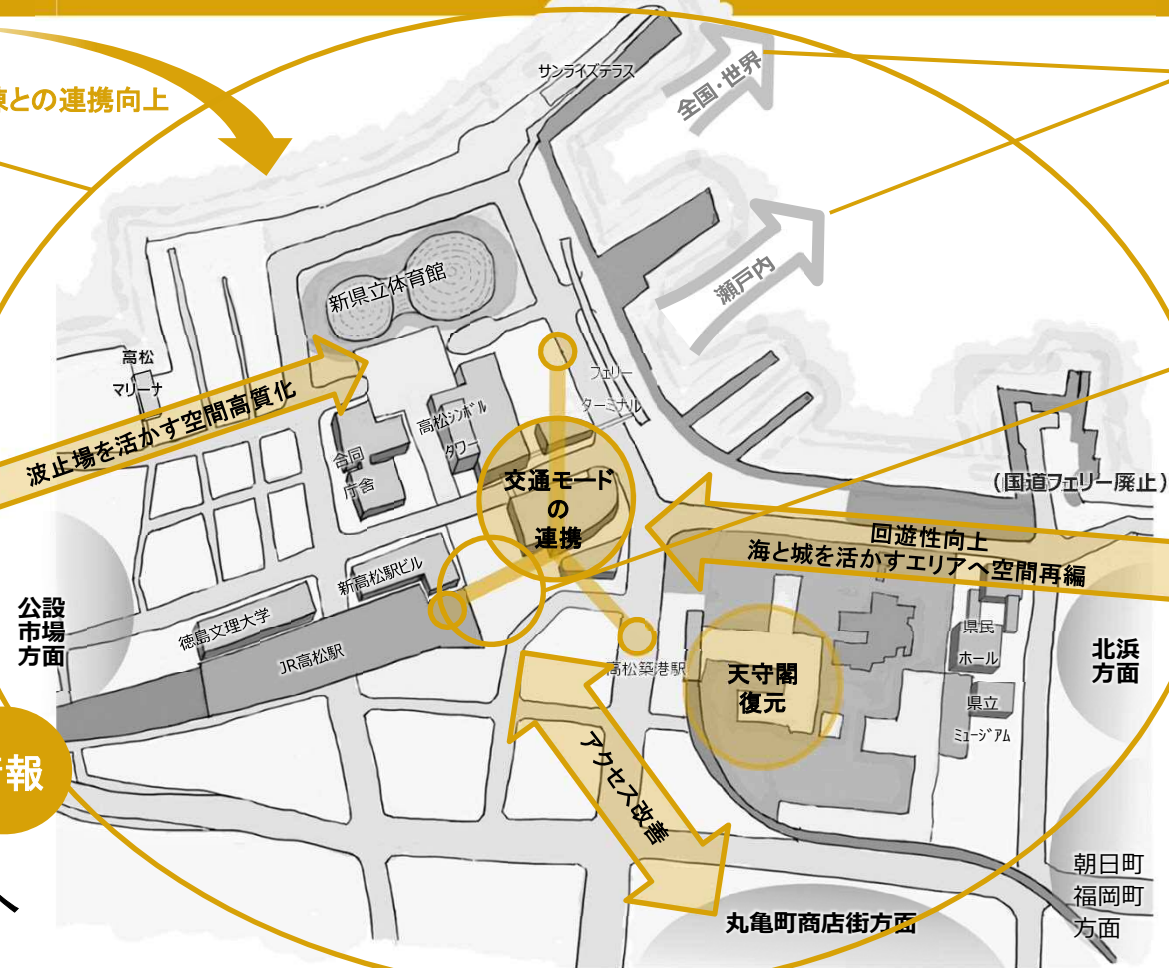 サンライズテラス
全国・世界
との連携向上
瀬戸内
新県立体育館
高松
マリーナ
フェリー
ターミナル
波止場を活かす空間高質化
高松シンボル
タワー
合同
庁舎
交通モード
の
連携
(国道フェリー廃止)
回遊性向上
海と城を活かすエリアへ空間再編
新高松駅ビル
公設
市場
方面
徳島文理大学
JR高松駅
高松築港駅
天守閣
復元
県民
ホール
県立
ミュージアム
北浜
方面
報
アクセス改善
へ
丸亀町商店街方面
朝日町
福岡町
方面